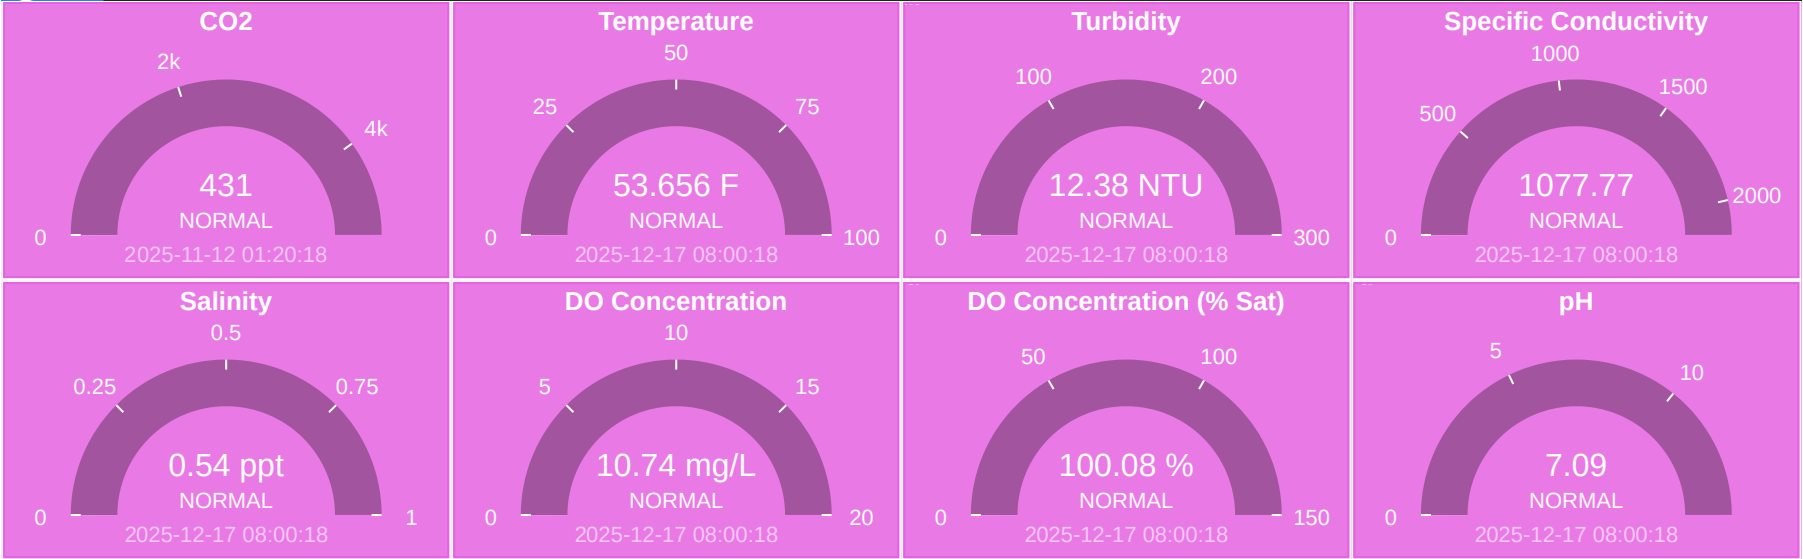 CO2
2k
4k
0
431
NORMAL
2025-11-12 01:20:18
Temperature
50
25
75
0
100
53.656 F
NORMAL
2025-12-17 08:00:18
Turbidity
100
200
0
300
12.38 NTU
NORMAL
2025-12-17 08:00:18
Specific Conductivity
1000
1500
500
2000
0
1077.77
NORMAL
2025-12-17 08:00:18
Salinity
0.5
0.25
0.75
0
1
0.54 ppt
NORMAL
2025-12-17 08:00:18
DO Concentration
10
5
15
0
20
10.74 mg/L
NORMAL
2025-12-17 08:00:18
DO Concentration (% Sat)
50
100
0
150
100.08 %
NORMAL
2025-12-17 08:00:18
pH
5
10
0
7.09
NORMAL
2025-12-17 08:00:18